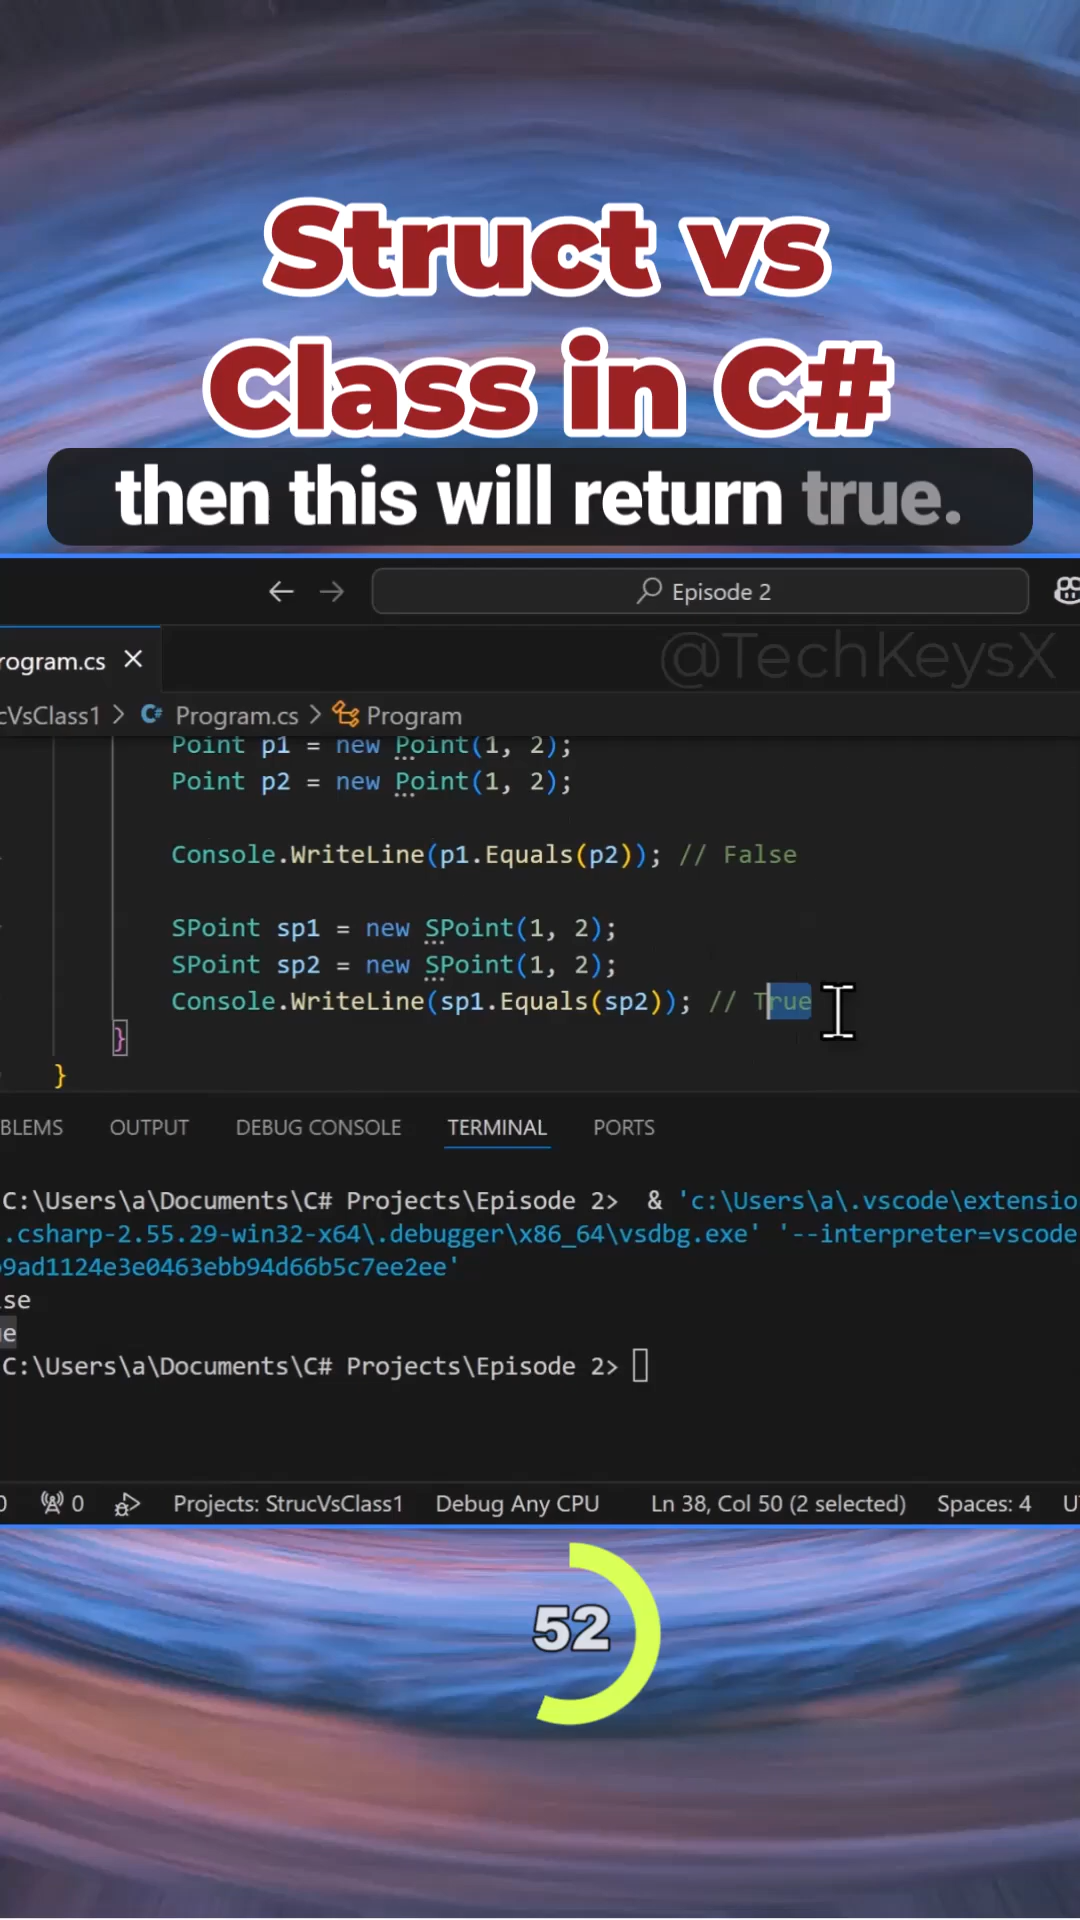 Struct vs
Class in C#
then this will return true.
Episode 2
rogram.cs
@TechKeysX
cVsClass1 > C# Program.cs > Program
Point p1 = new Point(1, 2);
Point p2 = new Point(1, 2);
Console.WriteLine(p1.Equals(p2)); // False
SPoint sp1 = new SPoint(1, 2);
SPoint sp2 = new SPoint(1, 2);
Console.WriteLine(sp1.Equals(sp2)); // True
}
}
BLEMS OUTPUT DEBUG CONSOLE TERMINAL PORTS
C:\Users\a\Documents\C# Projects\Episode 2> & 'c:\Users\a\.vscode\extensio
.csharp-2.55.29-win32-x64\.debugger\x86_64\vsdbg.exe' '--interpreter=vscode
9ad1124e3e0463ebb94d66b5c7ee2ee'
se
e
C:\Users\a\Documents\C# Projects\Episode 2>
0 0 Projects: StrucVsClass1 Debug Any CPU Ln 38, Col 50 (2 selected) Spaces: 4 U
52